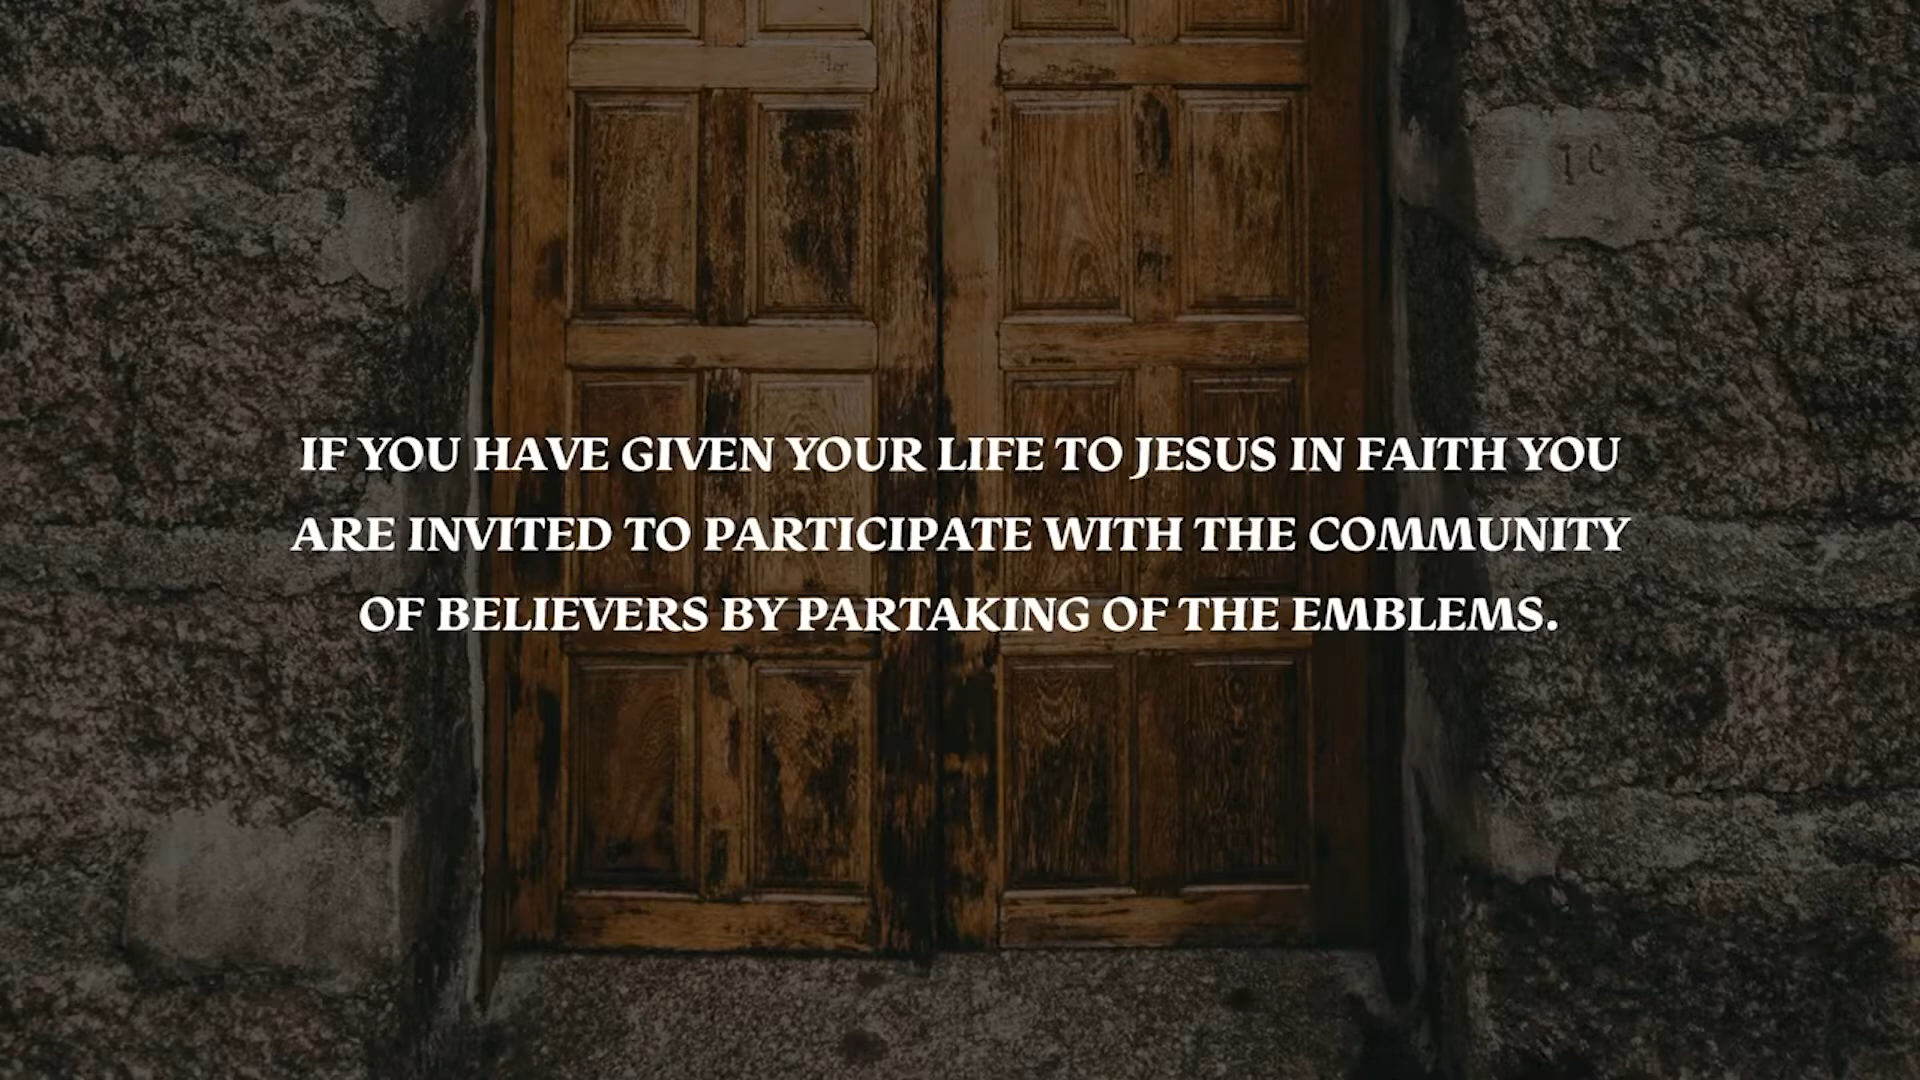 IF YOU HAVE GIVEN YOUR LIFE TO JESUS IN FAITH YOU
ARE INVITED TO PARTICIPATE WITH THE COMMUNITY
OF BELIEVERS BY PARTAKING OF THE EMBLEMS.